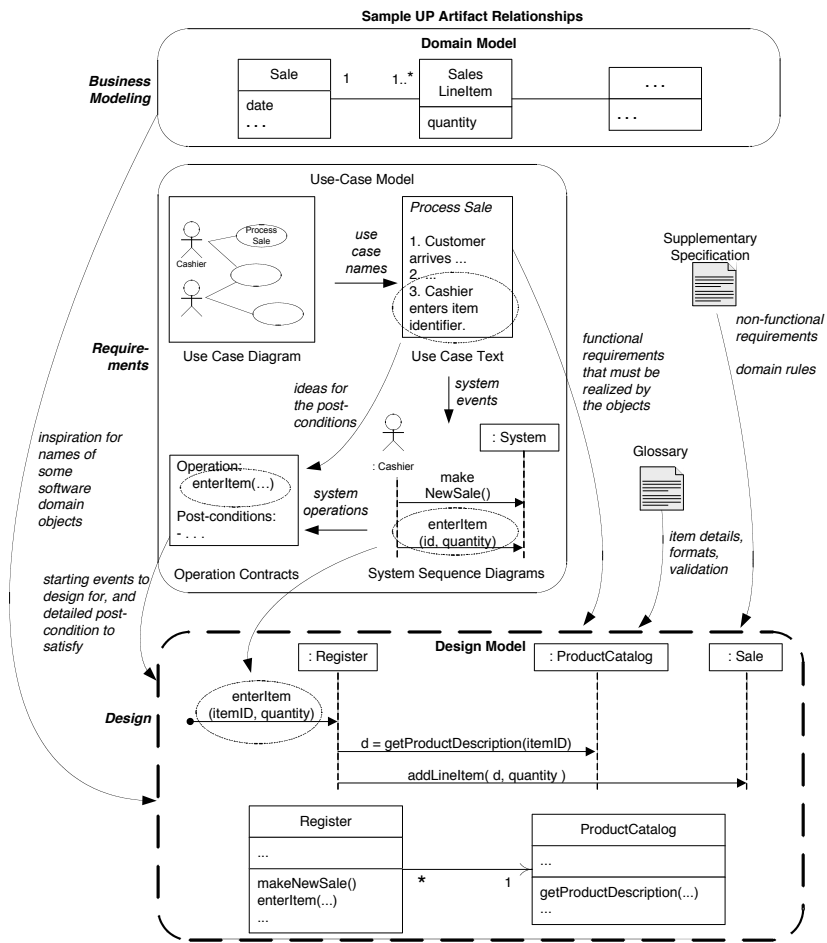 Sample UP Artifact Relationships
Domain Model
Business
Modeling
Sale
date
. . .
1
1..*
Sales
LineItem
quantity
. . .
. . .
Use-Case Model
Process
Sale
Cashier
Use Case Diagram
use
case
names
Process Sale
1. Customer
arrives ...
2. ...
3. Cashier
enters item
identifier.
Use Case Text
Require-
ments
ideas for
the post-
conditions
system
events
Operation:
enterItem(…)
Post-conditions:
- . . .
Operation Contracts
system
operations
: Cashier
: System
make
NewSale()
enterItem
(id, quantity)
System Sequence Diagrams
Supplementary
Specification
non-functional
requirements
domain rules
functional
requirements
that must be
realized by
the objects
Glossary
item details,
formats,
validation
inspiration for
names of
some
software
domain
objects
starting events to
design for, and
detailed post-
condition to
satisfy
Design Model
Design
: Register
: ProductCatalog
: Sale
enterItem
(itemID, quantity)
d = getProductDescription(itemID)
addLineItem( d, quantity )
Register
...
makeNewSale()
enterItem(...)
...
*
1
ProductCatalog
...
getProductDescription(...)
...